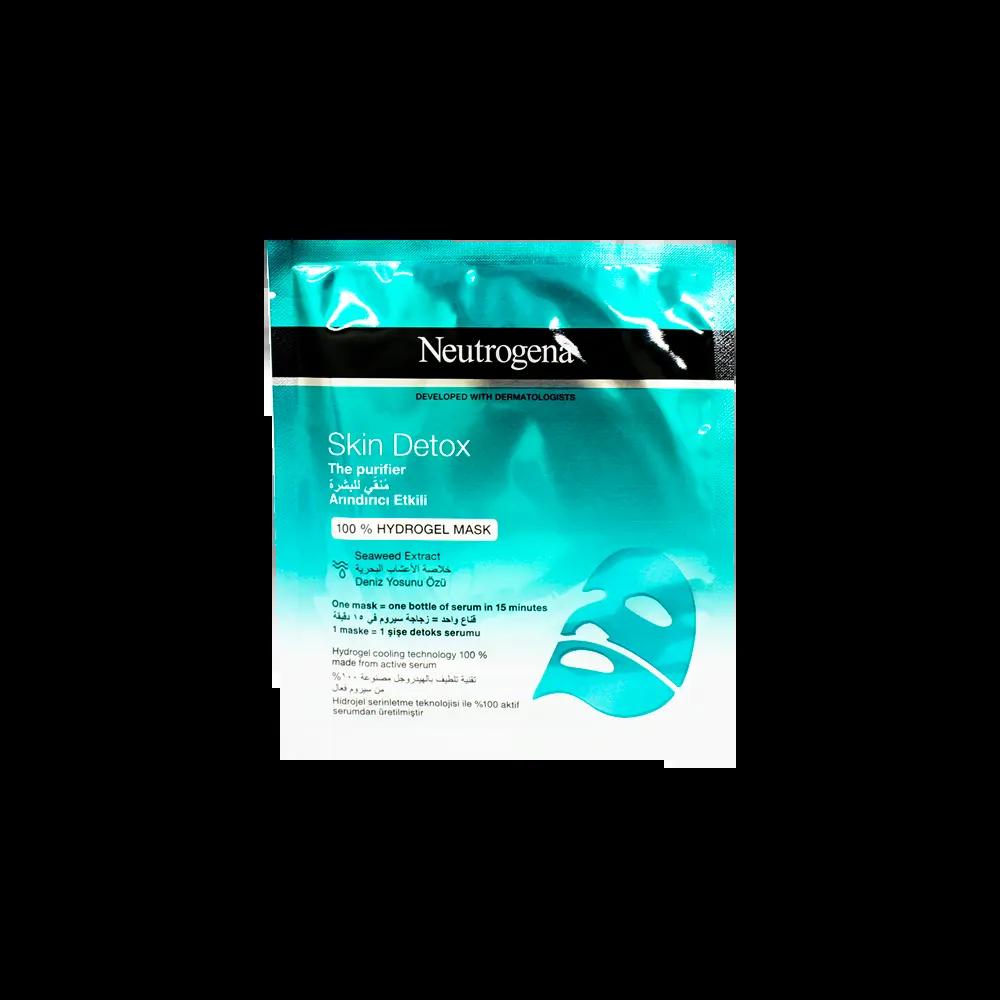 Neutrogena
DEVELOPED WITH DERMATOLOGISTS
Skin Detox
The purifier
مُنقّي للبشرة
Arındırıcı Etkili
100 % HYDROGEL MASK
Seaweed Extract
خلاصة الأعشاب البحرية
Deniz Yosunu Özü
One mask = one bottle of serum in 15 minutes
قناع واحد = زجاجة سيروم في ١٥ دقيقة
1 maske = 1 şişe detoks serumu
Hydrogel cooling technology 100 %
made from active serum
تقنية تلطيف بالهيدروجل مصنوعة ١٠٠%
من سيروم فعال
Hidrojel serinletme teknolojisi ile %100 aktif
serumdan üretilmiştir